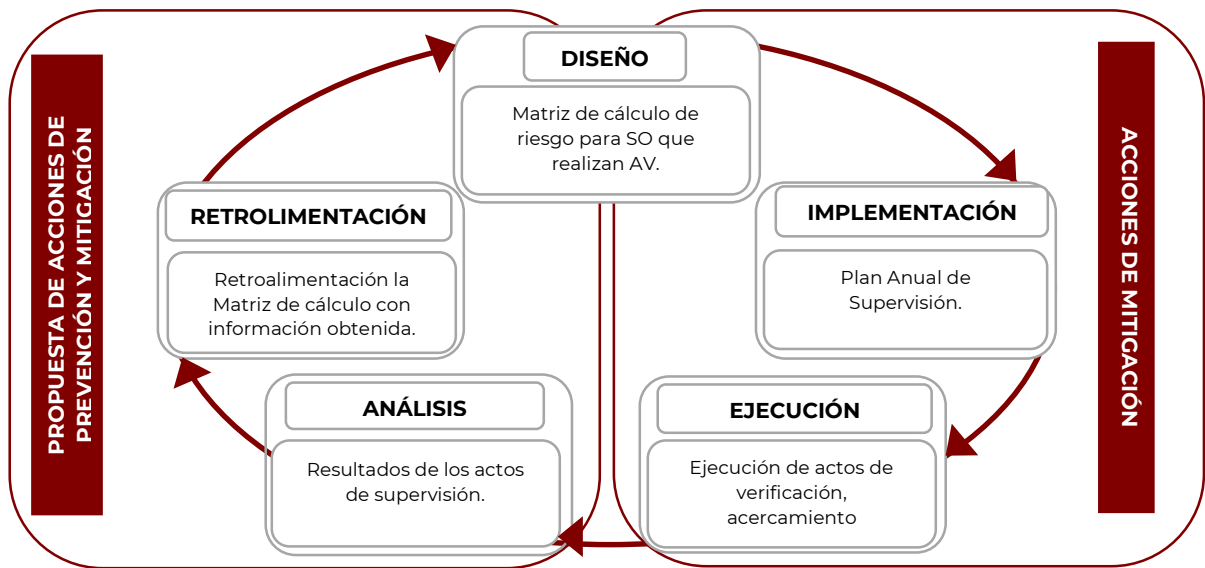 PROPUESTA DE ACCIONES DE
PREVENCIÓN Y MITIGACIÓN
DISEÑO
Matriz de cálculo de
riesgo para SO que
realizan AV.
IMPLEMENTACIÓN
Plan Anual de
Supervisión.
EJECUCIÓN
Ejecución de actos de
verificación,
acercamiento
ANÁLISIS
Resultados de los actos
de supervisión.
RETROLIMENTACIÓN
Retroalimentación la
Matriz de cálculo con
información obtenida.
ACCIONES DE MITIGACIÓN